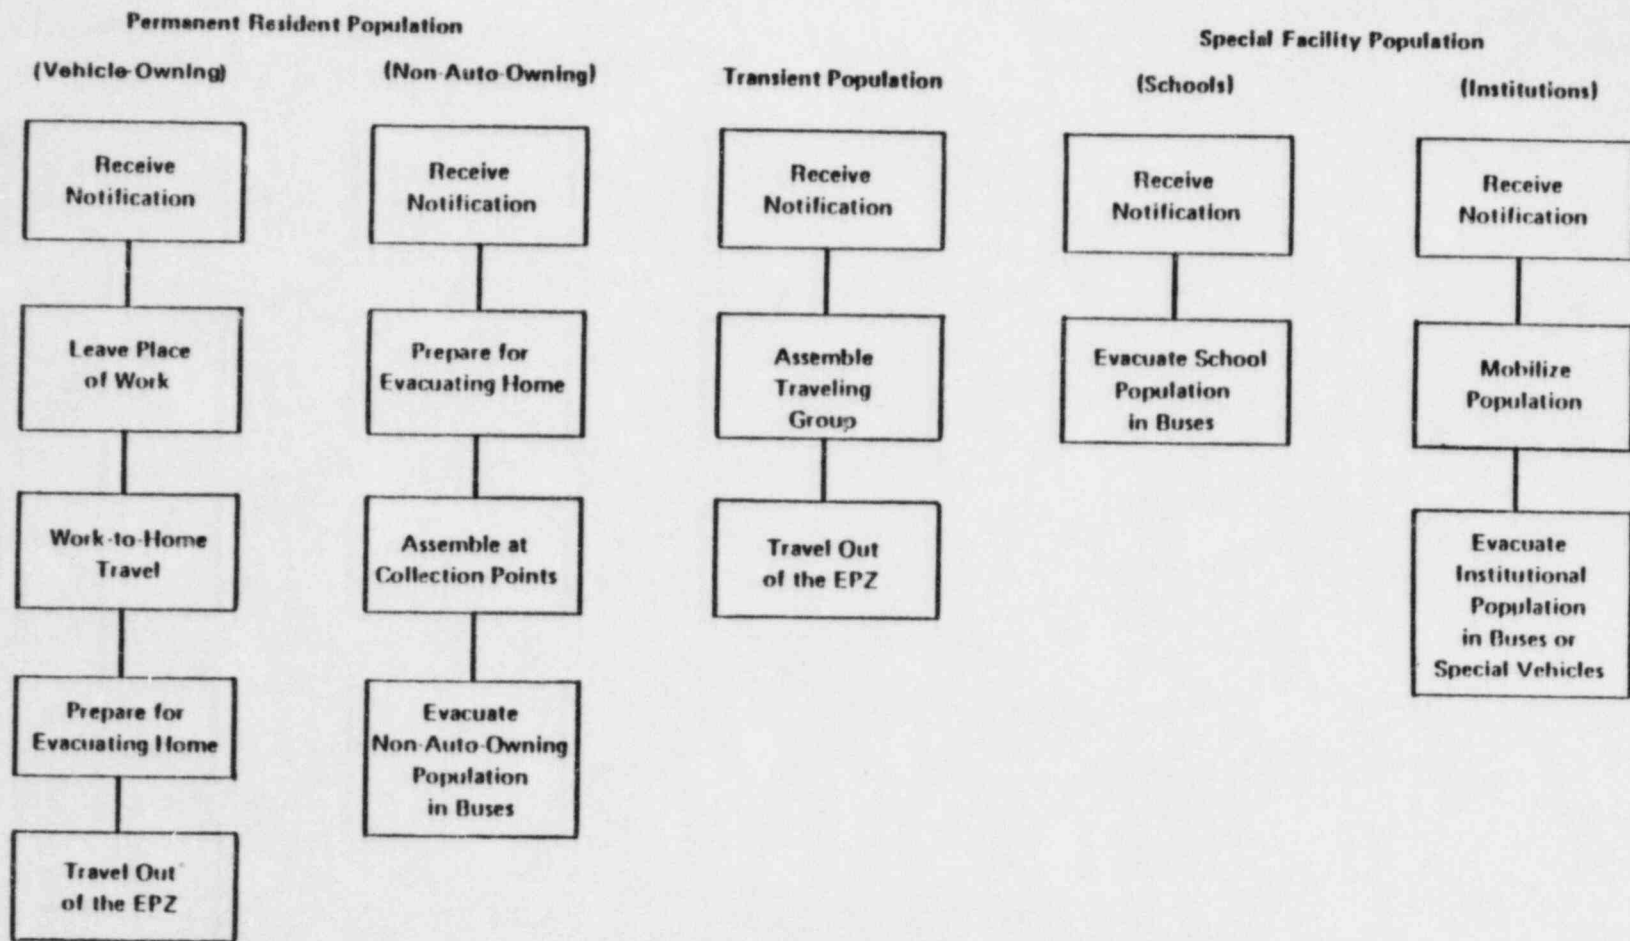 Permanent Resident Population
(Vehicle-Owning)
Receive
Notification
Leave Place
of Work
Work-to-Home
Travel
Prepare for
Evacuating Home
Travel Out
of the EPZ
(Non-Auto-Owning)
Receive
Notification
Prepare for
Evacuating Home
Assemble at
Collection Points
Evacuate
Non-Auto-Owning
Population
in Buses
Transient Population
Receive
Notification
Assemble
Traveling
Group
Travel Out
of the EPZ
Special Facility Population
(Schools)
Receive
Notification
Evacuate School
Population
in Buses
(Institutions)
Receive
Notification
Mobilize
Population
Evacuate
Institutional
Population
in Buses or
Special Vehicles